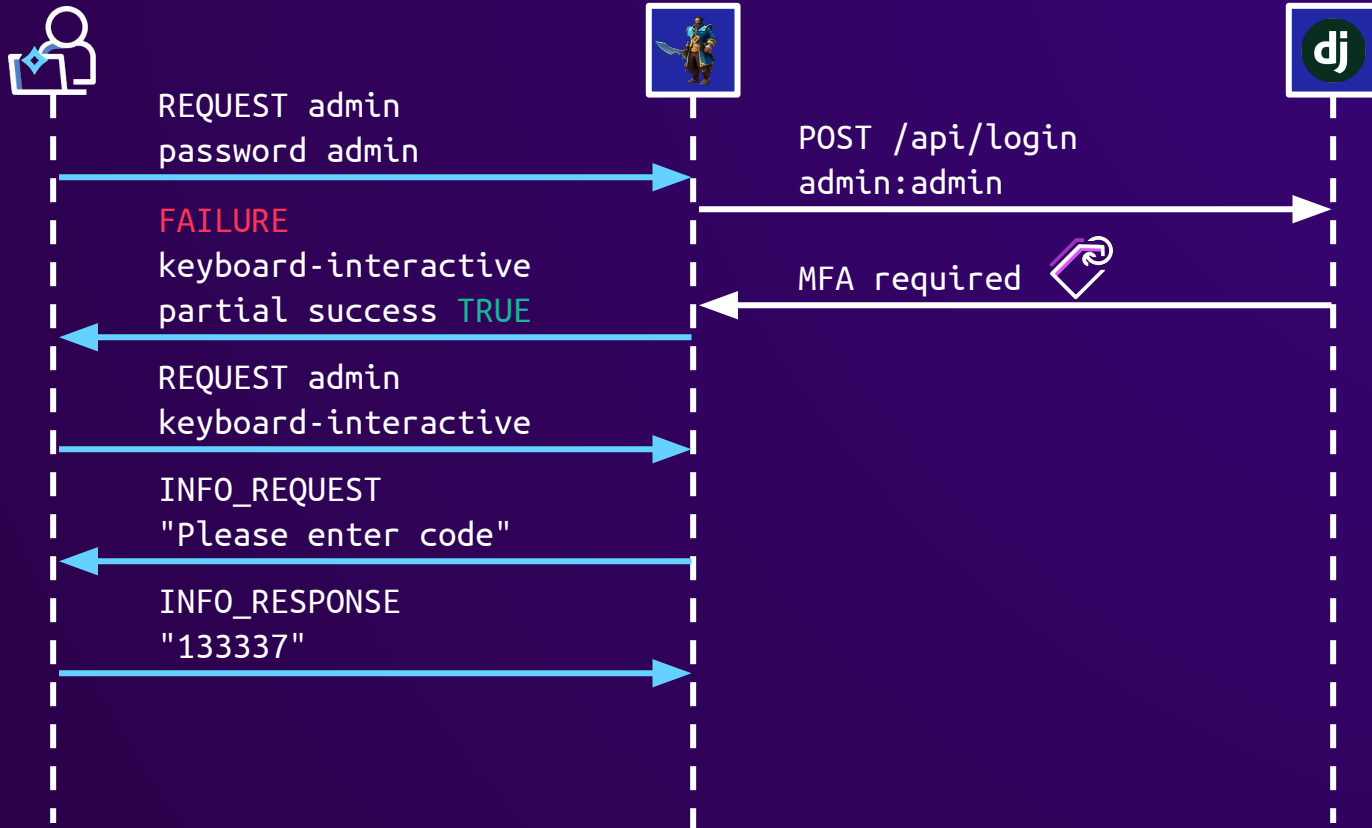 dj
REQUEST admin
password admin
POST /api/login
admin:admin
FAILURE
keyboard-interactive
partial success TRUE
MFA required
REQUEST admin
keyboard-interactive
INFO_REQUEST
"Please enter code"
INFO_RESPONSE
"133337"